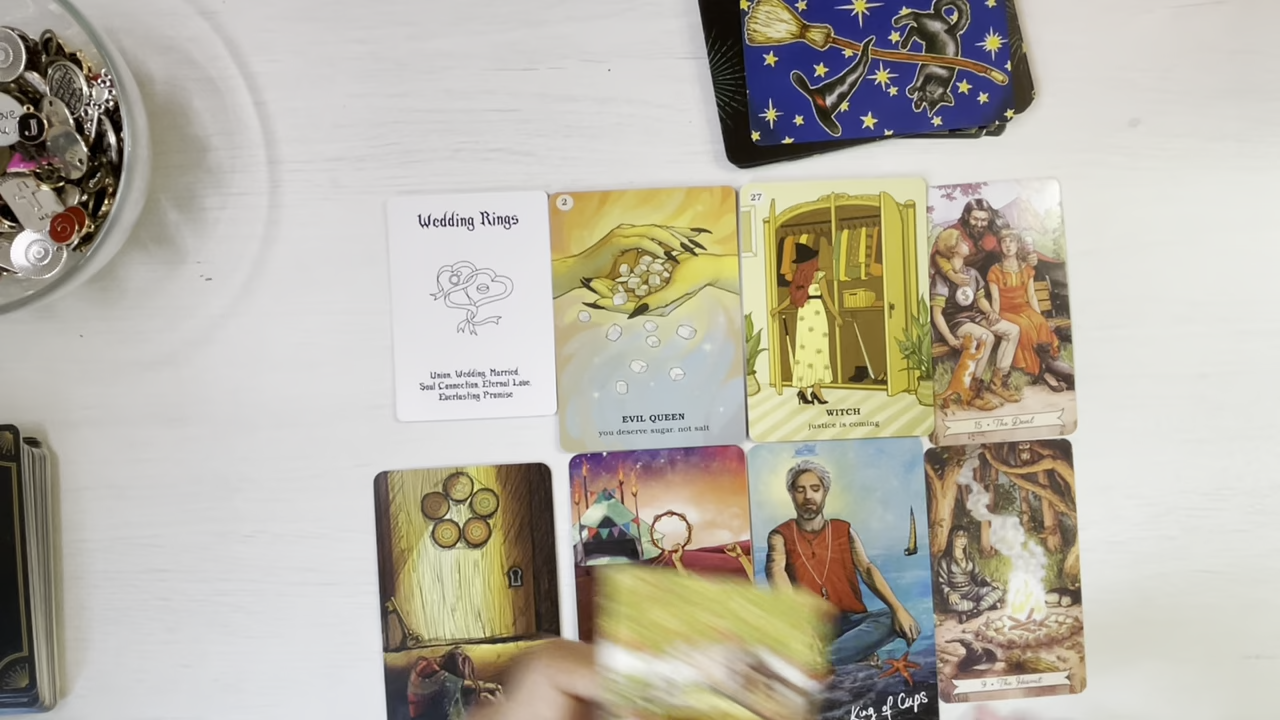 Wedding Rings
Union, Wedding, Married,
Soul Connection, Eternal Love,
Everlasting Promise
2
EVIL QUEEN
you deserve sugar, not salt
27
WITCH
justice is coming
15 • The Devil
King of Cups
9 • The Hermit
J
5